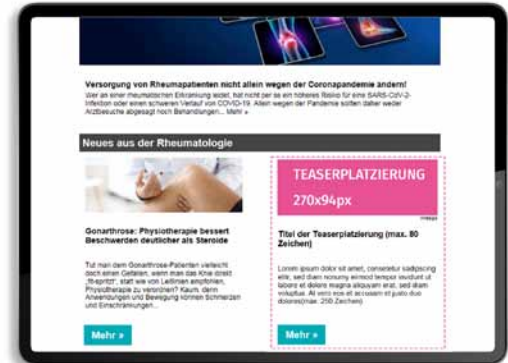 Versorgung von Rheumapatienten nicht allein wegen der Coronapandemie ändern!
Wer an einer rheumatischen Erkrankung leidet, hat nicht per se ein höheres Risiko für eine SARS-CoV-2-
Infektion oder einen schweren Verlauf von COVID-19. Allein wegen der Pandemie sollten daher weder
Arztbesuche abgesagt noch Behandlungen... Mehr »
Neues aus der Rheumatologie
Gonarthrose: Physiotherapie bessert
Beschwerden deutlicher als Steroide
Tut man dem Gonarthrose-Patienten vielleicht
doch einen Gefallen, wenn man das Knie direkt
„fit-spritzt“, statt wie von Leitlinien empfohlen,
Physiotherapie zu verordnen? Kaum, denn
Anwendungen und Bewegung können Schmerzen
und Einschränkungen...
Mehr »
TEASERPLATZIERUNG
270x94px
Titel der Teaserplatzierung (max. 80
Zeichen)
Lorem ipsum dolor sit amet, consetetur sadipscing
elitr, sed diam nonumy eirmod tempor invidunt ut
labore et dolore magna aliquyam erat, sed diam
voluptua. At vero eos et accusam et justo duo
dolores(max. 250 Zeichen)
Mehr »